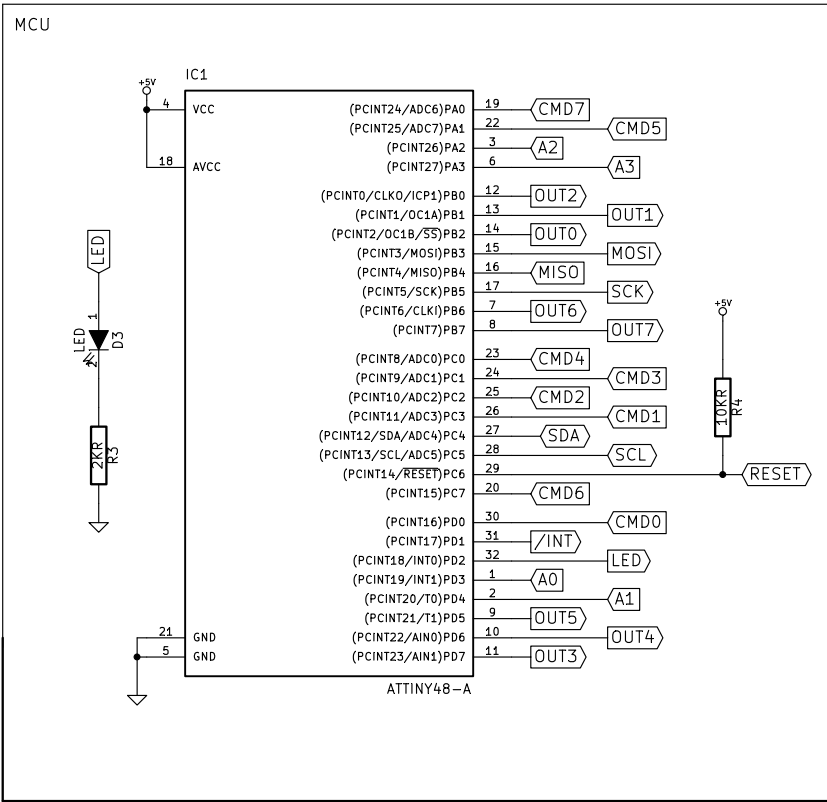 MCU
IC1
+5V
4 VCC (PCINT24/ADC6)PA0 19 CMD7
(PCINT25/ADC7)PA1 22 CMD5
(PCINT26)PA2 3 A2
18 AVCC (PCINT27)PA3 6 A3
(PCINT0/CLKO/ICP1)PB0 12 OUT2
(PCINT1/OC1A)PB1 13 OUT1
(PCINT2/OC1B/SS)PB2 14 OUT0
(PCINT3/MOSI)PB3 15 MOSI
(PCINT4/MISO)PB4 16 MISO
(PCINT5/SCK)PB5 17 SCK
(PCINT6/CLKI)PB6 7 OUT6
(PCINT7)PB7 8 OUT7
(PCINT8/ADC0)PC0 23 CMD4
(PCINT9/ADC1)PC1 24 CMD3
(PCINT10/ADC2)PC2 25 CMD2
(PCINT11/ADC3)PC3 26 CMD1
(PCINT12/SDA/ADC4)PC4 27 SDA
(PCINT13/SCL/ADC5)PC5 28 SCL
(PCINT14/RESET)PC6 29 RESET
(PCINT15)PC7 20 CMD6
(PCINT16)PD0 30 CMD0
(PCINT17)PD1 31 /INT
(PCINT18/INT0)PD2 32 LED
(PCINT19/INT1)PD3 1 A0
(PCINT20/T0)PD4 2 A1
(PCINT21/T1)PD5 9 OUT5
21 GND (PCINT22/AIN0)PD6 10 OUT4
5 GND (PCINT23/AIN1)PD7 11 OUT3
ATTINY48-A
LED
1
LED
D3
2
2KR
R3
+5V
10KR
R4